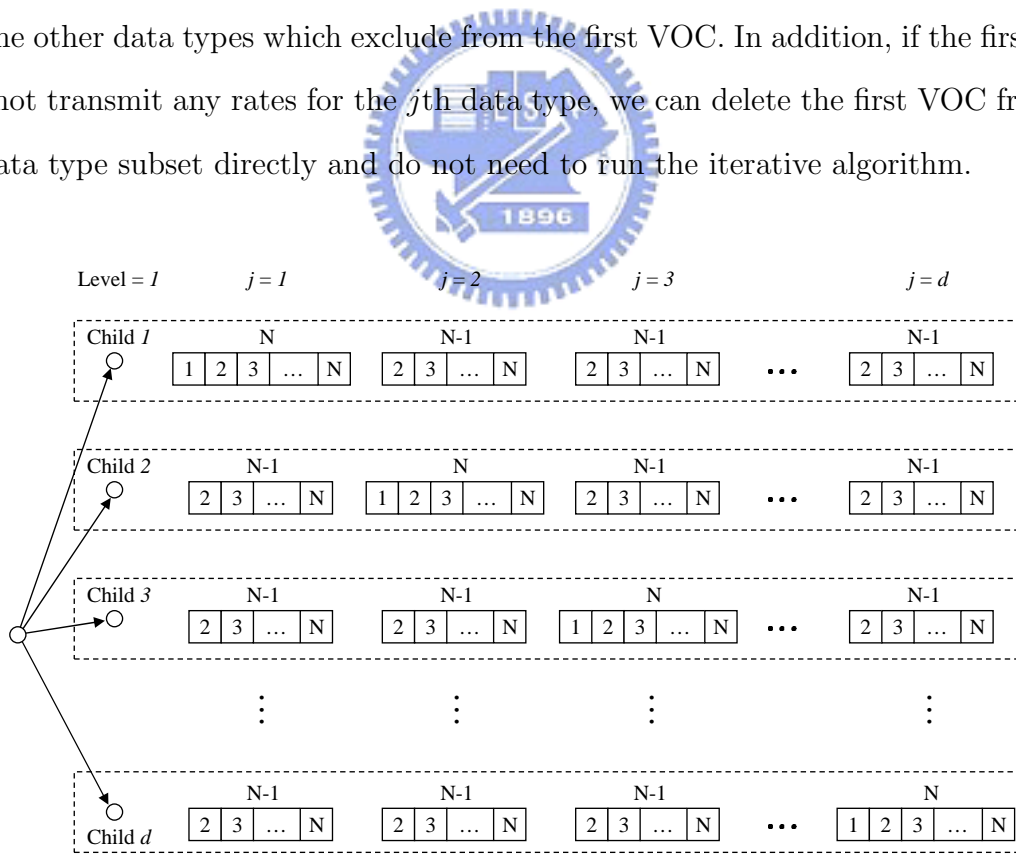 ne other data types which exclude from the first VOC. In addition, if the firs
not transmit any rates for the jth data type, we can delete the first VOC fr
ata type subset directly and do not need to run the iterative algorithm.
1896
Level = 1 j = 1 j = 2 j = 3 j = d
Child 1 N N-1 N-1 N-1
1 2 3 … N 2 3 … N 2 3 … N ... 2 3 … N
Child 2 N-1 N N-1 N-1
2 3 … N 1 2 3 … N 2 3 … N ... 2 3 … N
Child 3 N-1 N-1 N N-1
2 3 … N 2 3 … N 1 2 3 … N ... 2 3 … N
⋮ ⋮ ⋮ ⋮
N-1 N-1 N-1 N
2 3 … N 2 3 … N 2 3 … N ... 1 2 3 … N
Child d